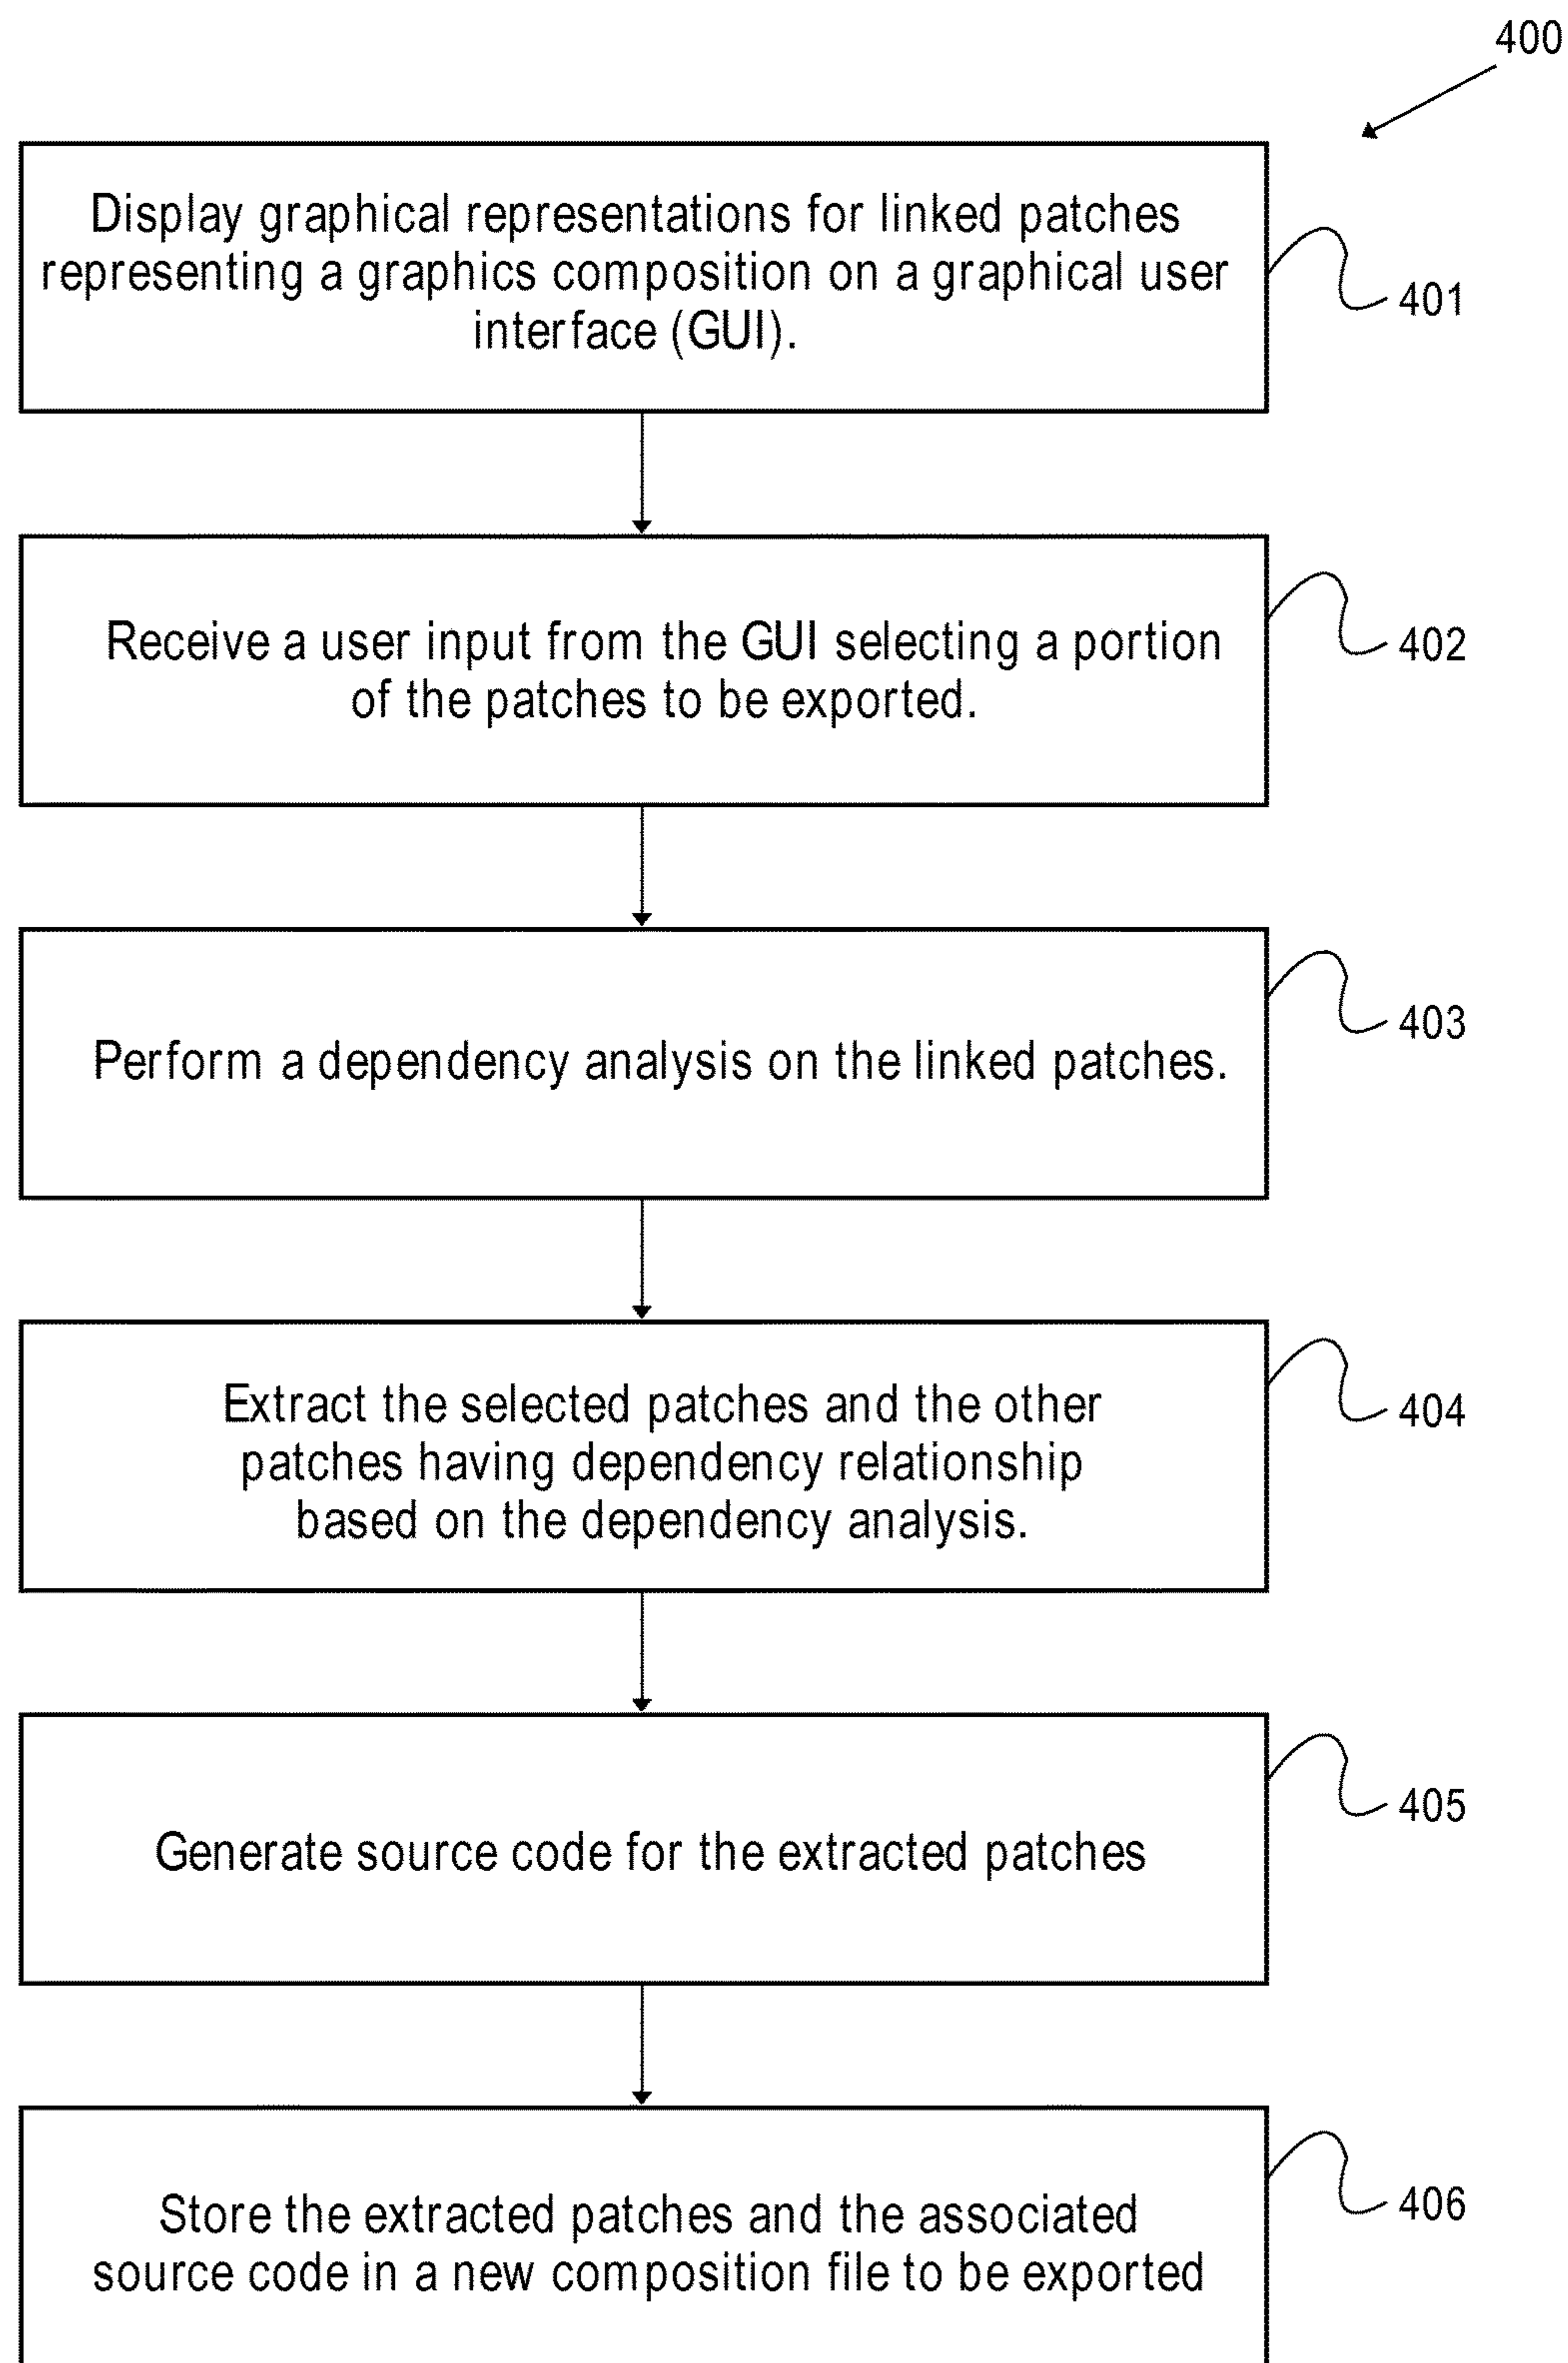 400
Display graphical representations for linked patches
representing a graphics composition on a graphical user
interface (GUI).
401
Receive a user input from the GUI selecting a portion
of the patches to be exported.
402
Perform a dependency analysis on the linked patches.
403
Extract the selected patches and the other
patches having dependency relationship
based on the dependency analysis.
404
Generate source code for the extracted patches
405
Store the extracted patches and the associated
source code in a new composition file to be exported
406